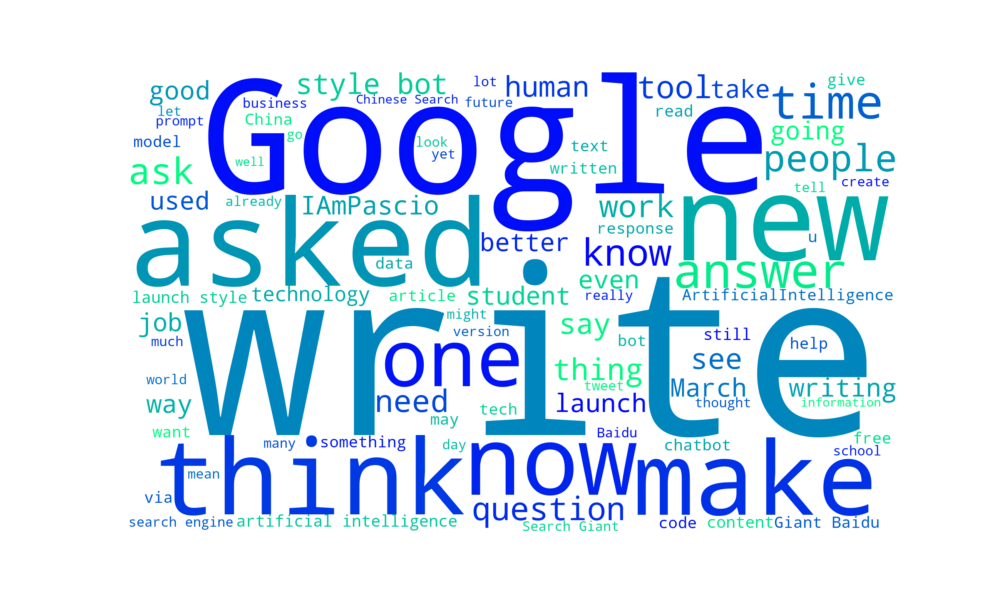 good
style bot
lot
human
tool
take
time
give
let
business
Chinese Search
future
Google
read
prompt
China
go
going
model
look
yet
text
people
well
written
ask
tell
create
used
already
IAmPascio
work
new
asked
response
better
know
u
data
answer
even
launch style
technology
article
student
really
ArtificialIntelligence
write
job
might
say
version
bot
still
much
one
help
see
thing
world
tweet
March
writing
way
need
launch
thought
information
tech
may
want
something
Baidu
many
day
chatbot
free
think
now
make
school
mean
via
question
search engine
artificial intelligence
Search Giant
code
content
Giant Baidu